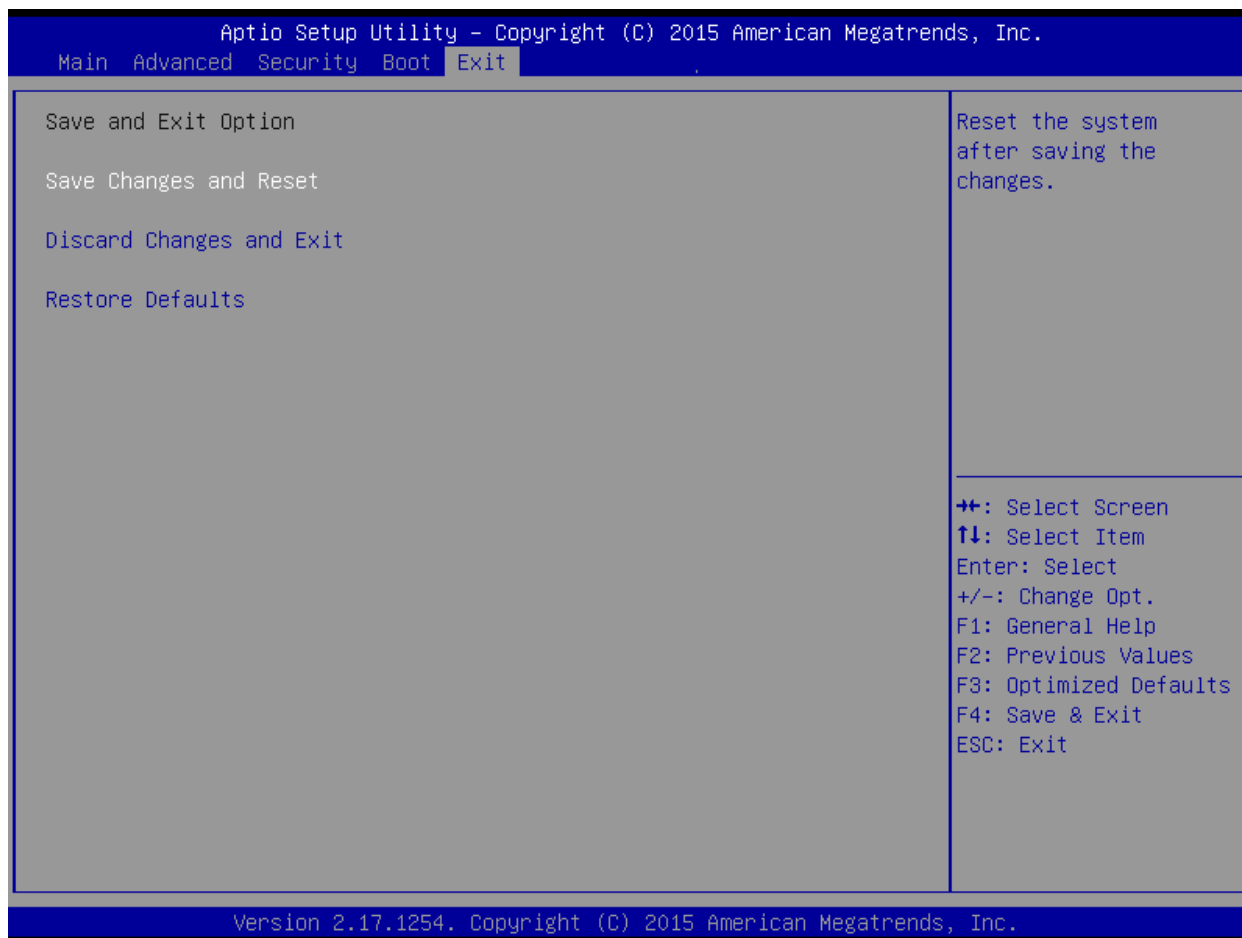 Aptio Setup Utility – Copyright (C) 2015 American Megatrends, Inc.
Main Advanced Security Boot Exit
Save and Exit Option
Save Changes and Reset
Discard Changes and Exit
Restore Defaults
Reset the system
after saving the
changes.
→←: Select Screen
↑↓: Select Item
Enter: Select
+/-: Change Opt.
F1: General Help
F2: Previous Values
F3: Optimized Defaults
F4: Save & Exit
ESC: Exit
Version 2.17.1254. Copyright (C) 2015 American Megatrends, Inc.